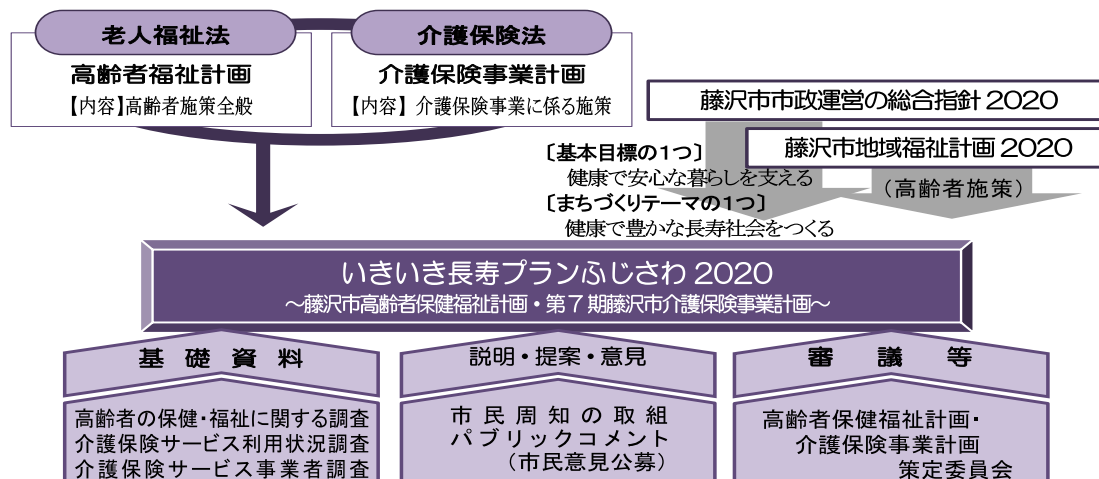 老人福祉法
高齢者福祉計画
【内容】高齢者施策全般
介護保険法
介護保険事業計画
【内容】介護保険事業に係る施策
藤沢市市政運営の総合指針2020
藤沢市地域福祉計画2020
（高齢者施策）
〔基本目標の1つ〕
健康で安心な暮らしを支える
〔まちづくりテーマの1つ〕
健康で豊かな長寿社会をつくる
いきいき長寿プランふじさわ2020
～藤沢市高齢者保健福祉計画・第7期藤沢市介護保険事業計画～
基礎資料
高齢者の保健・福祉に関する調査
介護保険サービス利用状況調査
介護保険サービス事業者調査
説明・提案・意見
市民周知の取組
パブリックコメント
（市民意見公募）
審議等
高齢者保健福祉計画・
介護保険事業計画
策定委員会